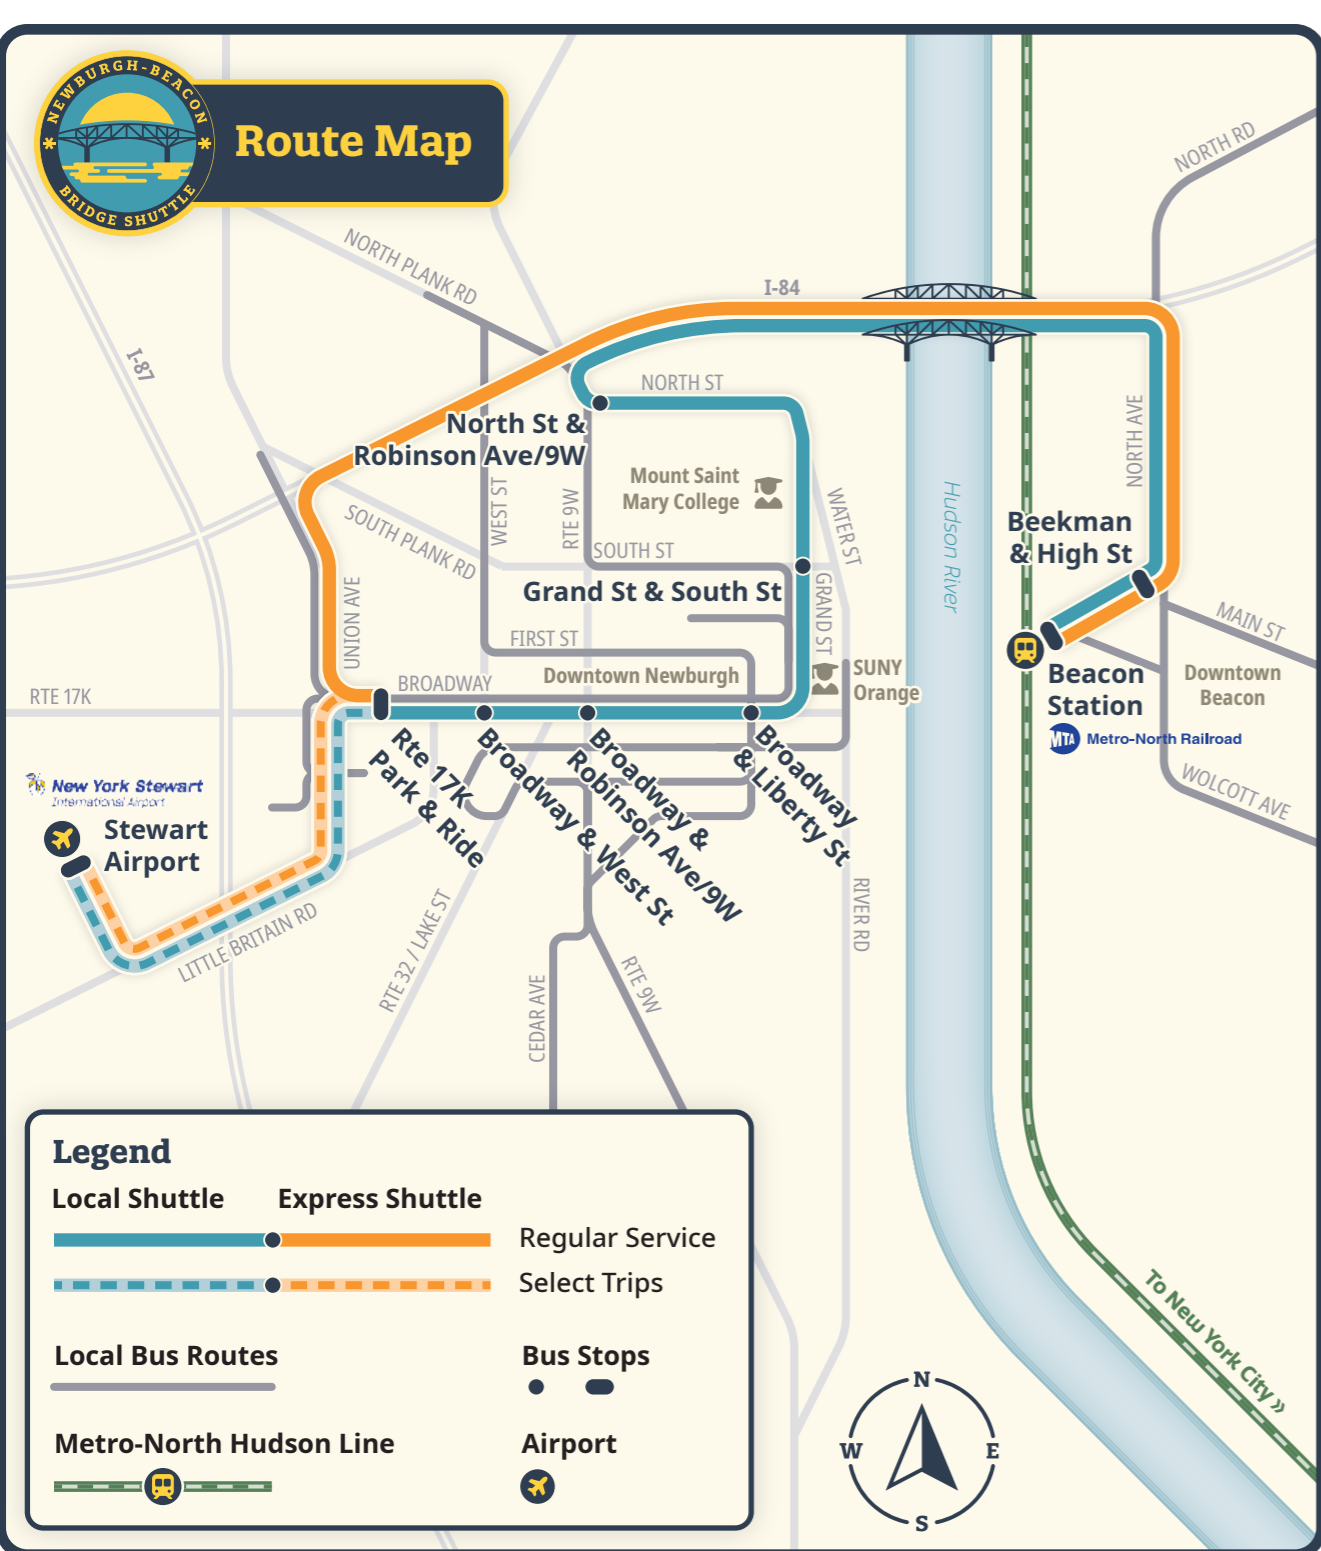 NEWBURGH-BEACON
BRIDGE SHUTTLE
Route Map
NORTH RD
NORTH PLANK RD
I-84
I-87
NORTH ST
NORTH AVE
North St &
Robinson Ave/9W
Mount Saint
Mary College
WEST ST
RTE 9W
WATER ST
Hudson River
SOUTH PLANK RD
SOUTH ST
Beekman
& High St
Grand St & South St
UNION AVE
GRAND ST
MAIN ST
FIRST ST
Downtown Newburgh
SUNY
Orange
Beacon
Station
Downtown
Beacon
RTE 17K
BROADWAY
MTA Metro-North Railroad
Rte 17K
Park & Ride
Broadway & West St
Broadway &
Robinson Ave/9W
Broadway
& Liberty St
WOLCOTT AVE
New York Stewart
International Airport
Stewart
Airport
LITTLE BRITAIN RD
RTE 32 / LAKE ST
RIVER RD
CEDAR AVE
RTE 9W
Legend
Local Shuttle
Express Shuttle
Regular Service
Select Trips
Local Bus Routes
Bus Stops
Metro-North Hudson Line
Airport
To New York City »
N
W
E
S